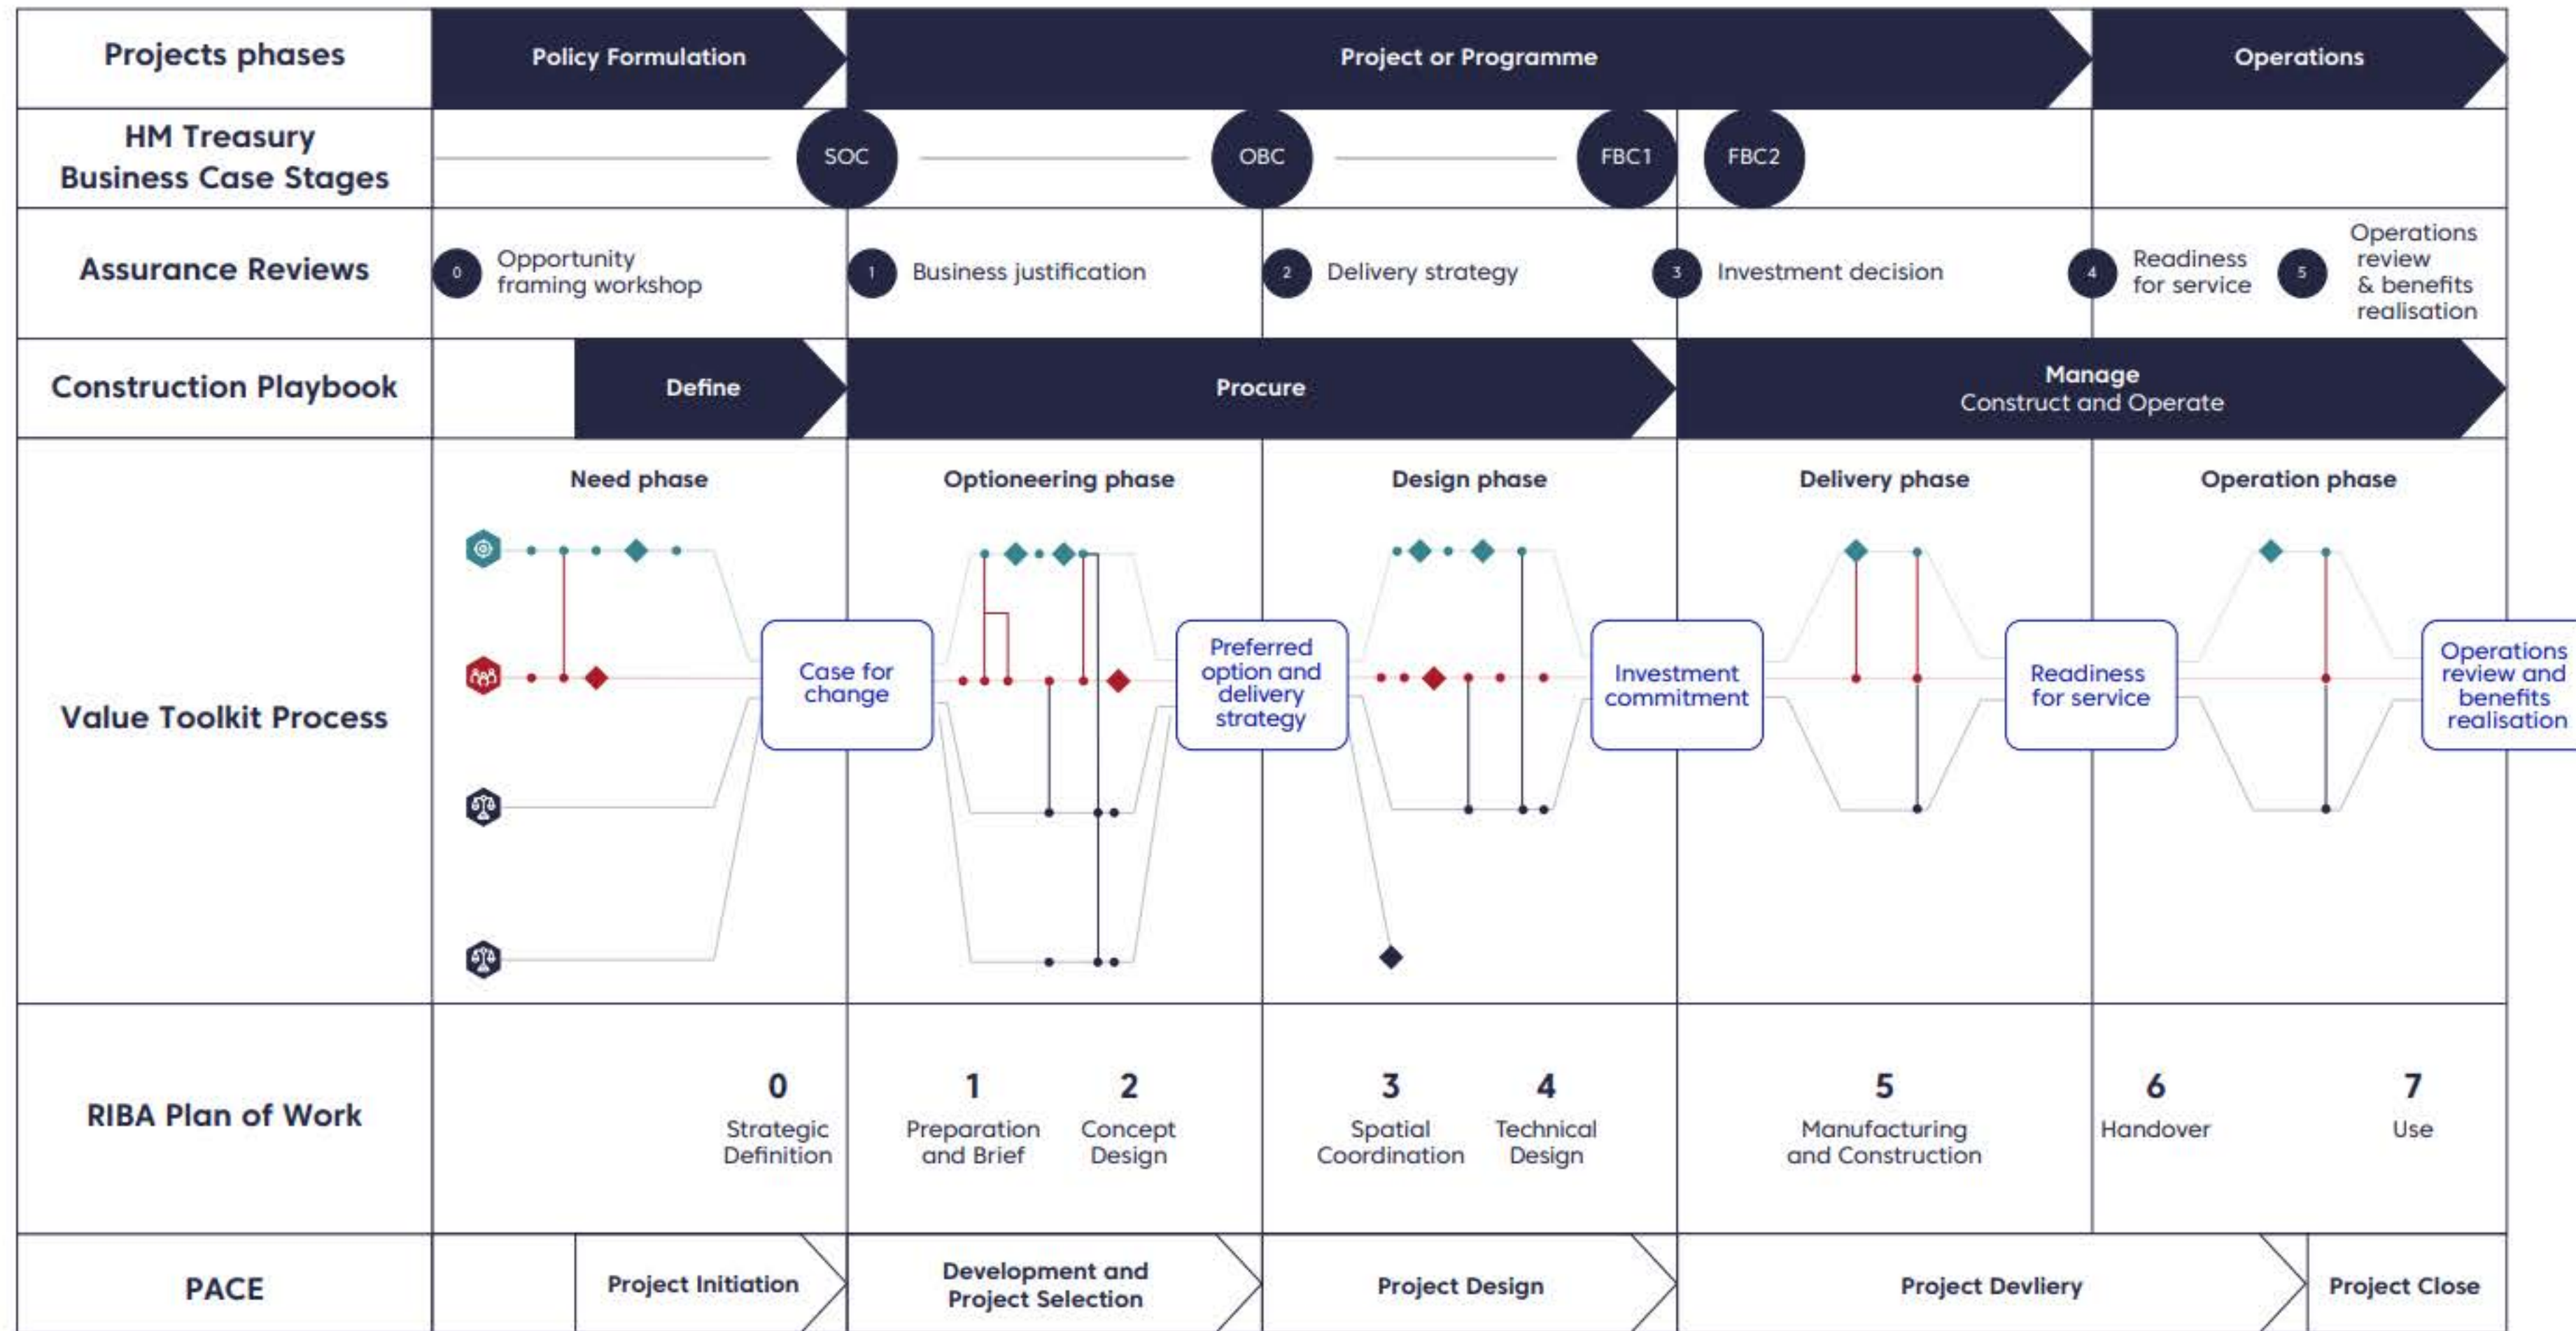 Projects phases
Policy Formulation
Project or Programme
Operations
HM Treasury
Business Case Stages
SOC
OBC
FBC1
FBC2
Assurance Reviews
0
Opportunity
framing workshop
1
Business justification
2
Delivery strategy
3
Investment decision
4
Readiness
for service
5
Operations
review
& benefits
realisation
Construction Playbook
Define
Procure
Manage
Construct and Operate
Value Toolkit Process
Need phase
Optioneering phase
Design phase
Delivery phase
Operation phase
Case for
change
Preferred
option and
delivery
strategy
Investment
commitment
Readiness
for service
Operations
review and
benefits
realisation
RIBA Plan of Work
0
Strategic
Definition
1
Preparation
and Brief
2
Concept
Design
3
Spatial
Coordination
4
Technical
Design
5
Manufacturing
and Construction
6
Handover
7
Use
PACE
Project Initiation
Development and
Project Selection
Project Design
Project Devliery
Project Close